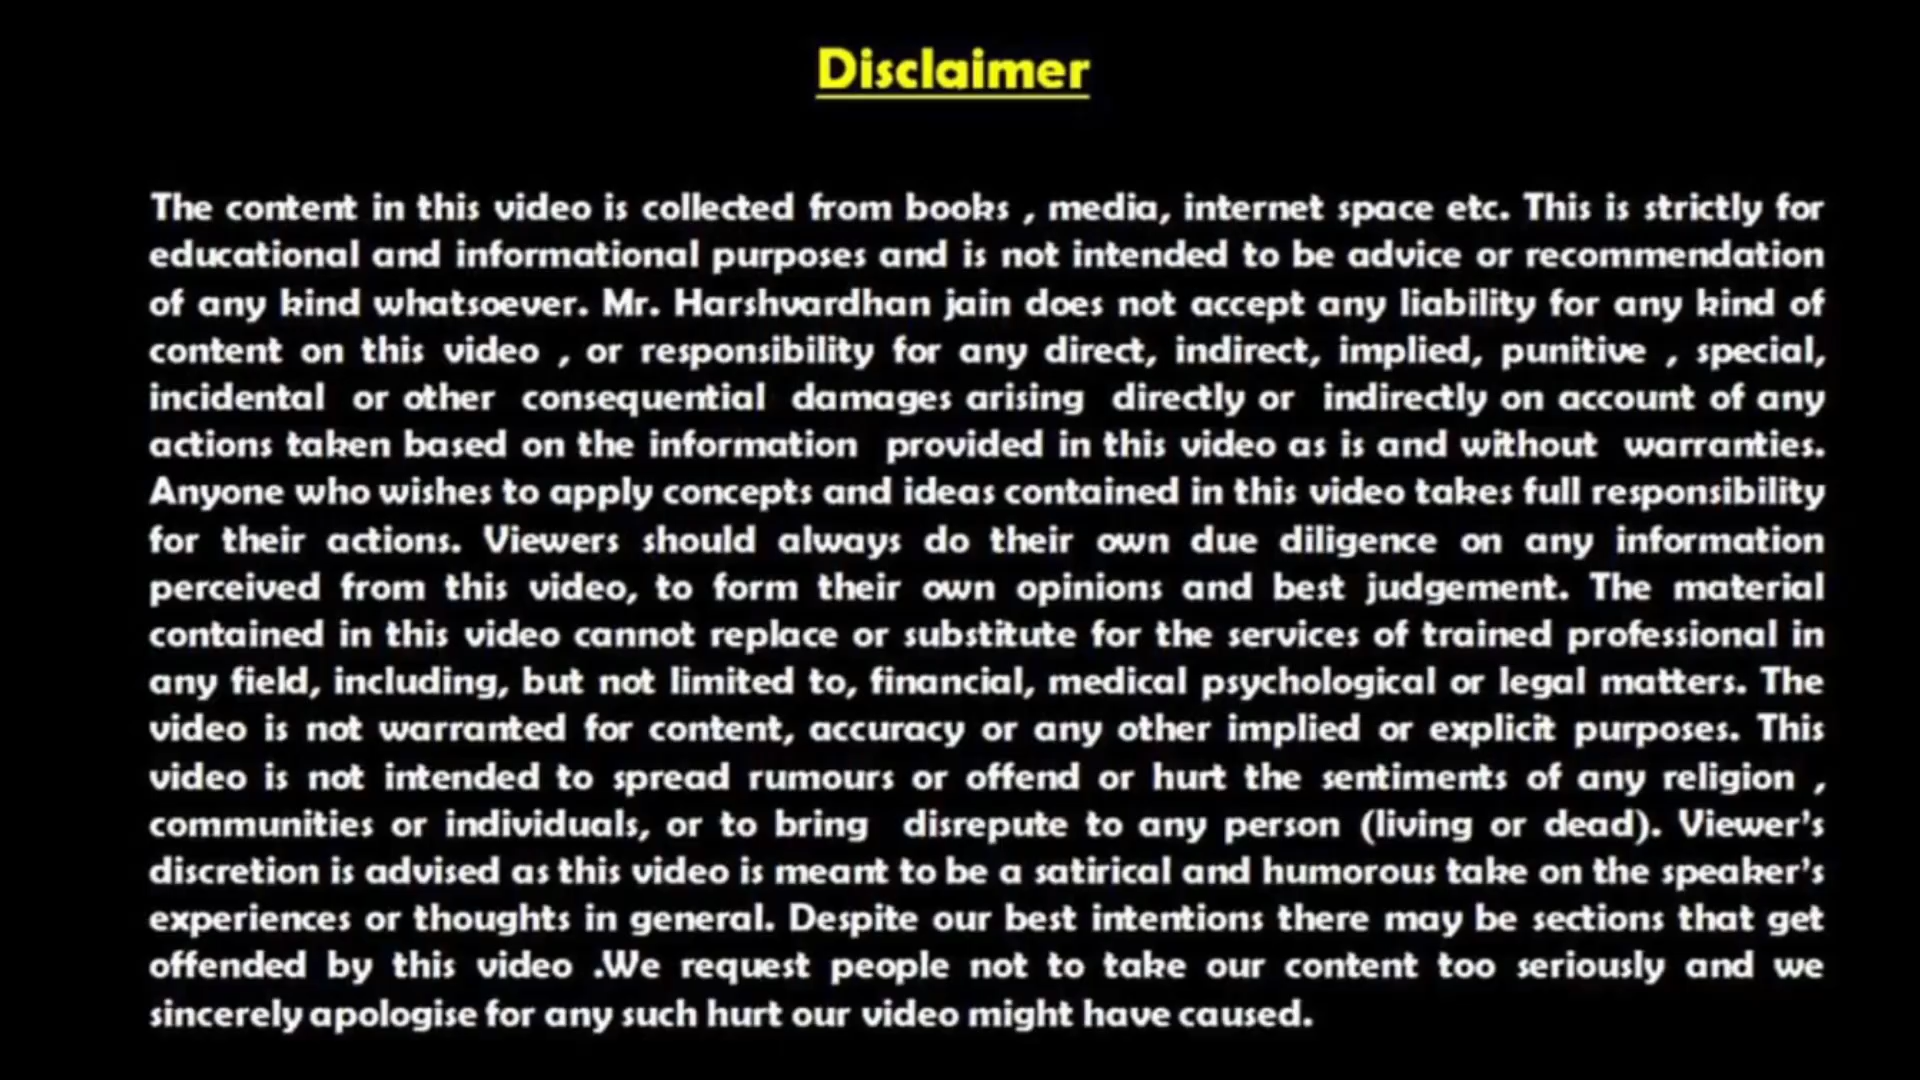 Disclaimer
The content in this video is collected from books , media, internet space etc. This is strictly for
educational and informational purposes and is not intended to be advice or recommendation
of any kind whatsoever. Mr. Harshvardhan jain does not accept any liability for any kind of
content on this video , or responsibility for any direct, indirect, implied, punitive , special,
incidental or other consequential damages arising directly or indirectly on account of any
actions taken based on the information provided in this video as is and without warranties.
Anyone who wishes to apply concepts and ideas contained in this video takes full responsibility
for their actions. Viewers should always do their own due diligence on any information
perceived from this video, to form their own opinions and best judgement. The material
contained in this video cannot replace or substitute for the services of trained professional in
any field, including, but not limited to, financial, medical psychological or legal matters. The
video is not warranted for content, accuracy or any other implied or explicit purposes. This
video is not intended to spread rumours or offend or hurt the sentiments of any religion ,
communities or individuals, or to bring disrepute to any person (living or dead). Viewer's
discretion is advised as this video is meant to be a satirical and humorous take on the speaker's
experiences or thoughts in general. Despite our best intentions there may be sections that get
offended by this video .We request people not to take our content too seriously and we
sincerely apologise for any such hurt our video might have caused.